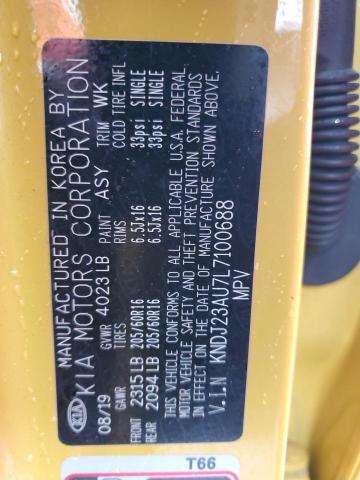 KIA
MANUFACTURED IN KOREA BY
KIA MOTORS CORPORATION
08/19 GVWR 4023LB ASY TRIM WK
GAWR TIRES RIMS COLD TIRE INFL
FRONT 2315LB 205/60R16 6.5Jx16 33psi SINGLE
REAR 2094LB 205/60R16 6.5Jx16 33psi SINGLE
THIS VEHICLE CONFORMS TO ALL APPLICABLE U.S.A. FEDERAL
MOTOR VEHICLE SAFETY AND THEFT PREVENTION STANDARDS
IN EFFECT ON THE DATE OF MANUFACTURE SHOWN ABOVE.
V.I.N KNDJ23AU7L7100688
MPV
T66